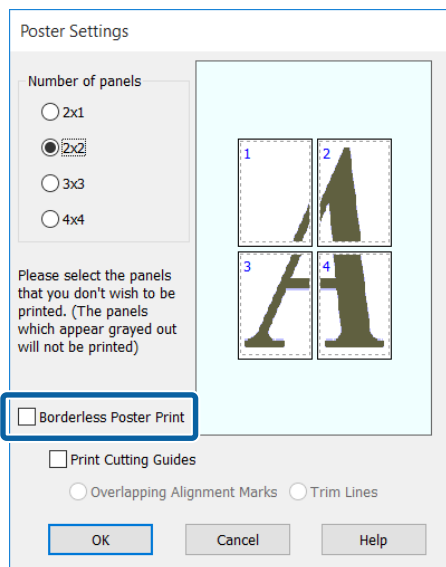 Poster Settings
Number of panels
2x1
2x2
3x3
4x4
1
2
3
4
Please select the panels
that you don't wish to be
printed. (The panels
which appear grayed out
will not be printed)
Borderless Poster Print
Print Cutting Guides
Overlapping Alignment Marks Trim Lines
OK Cancel Help